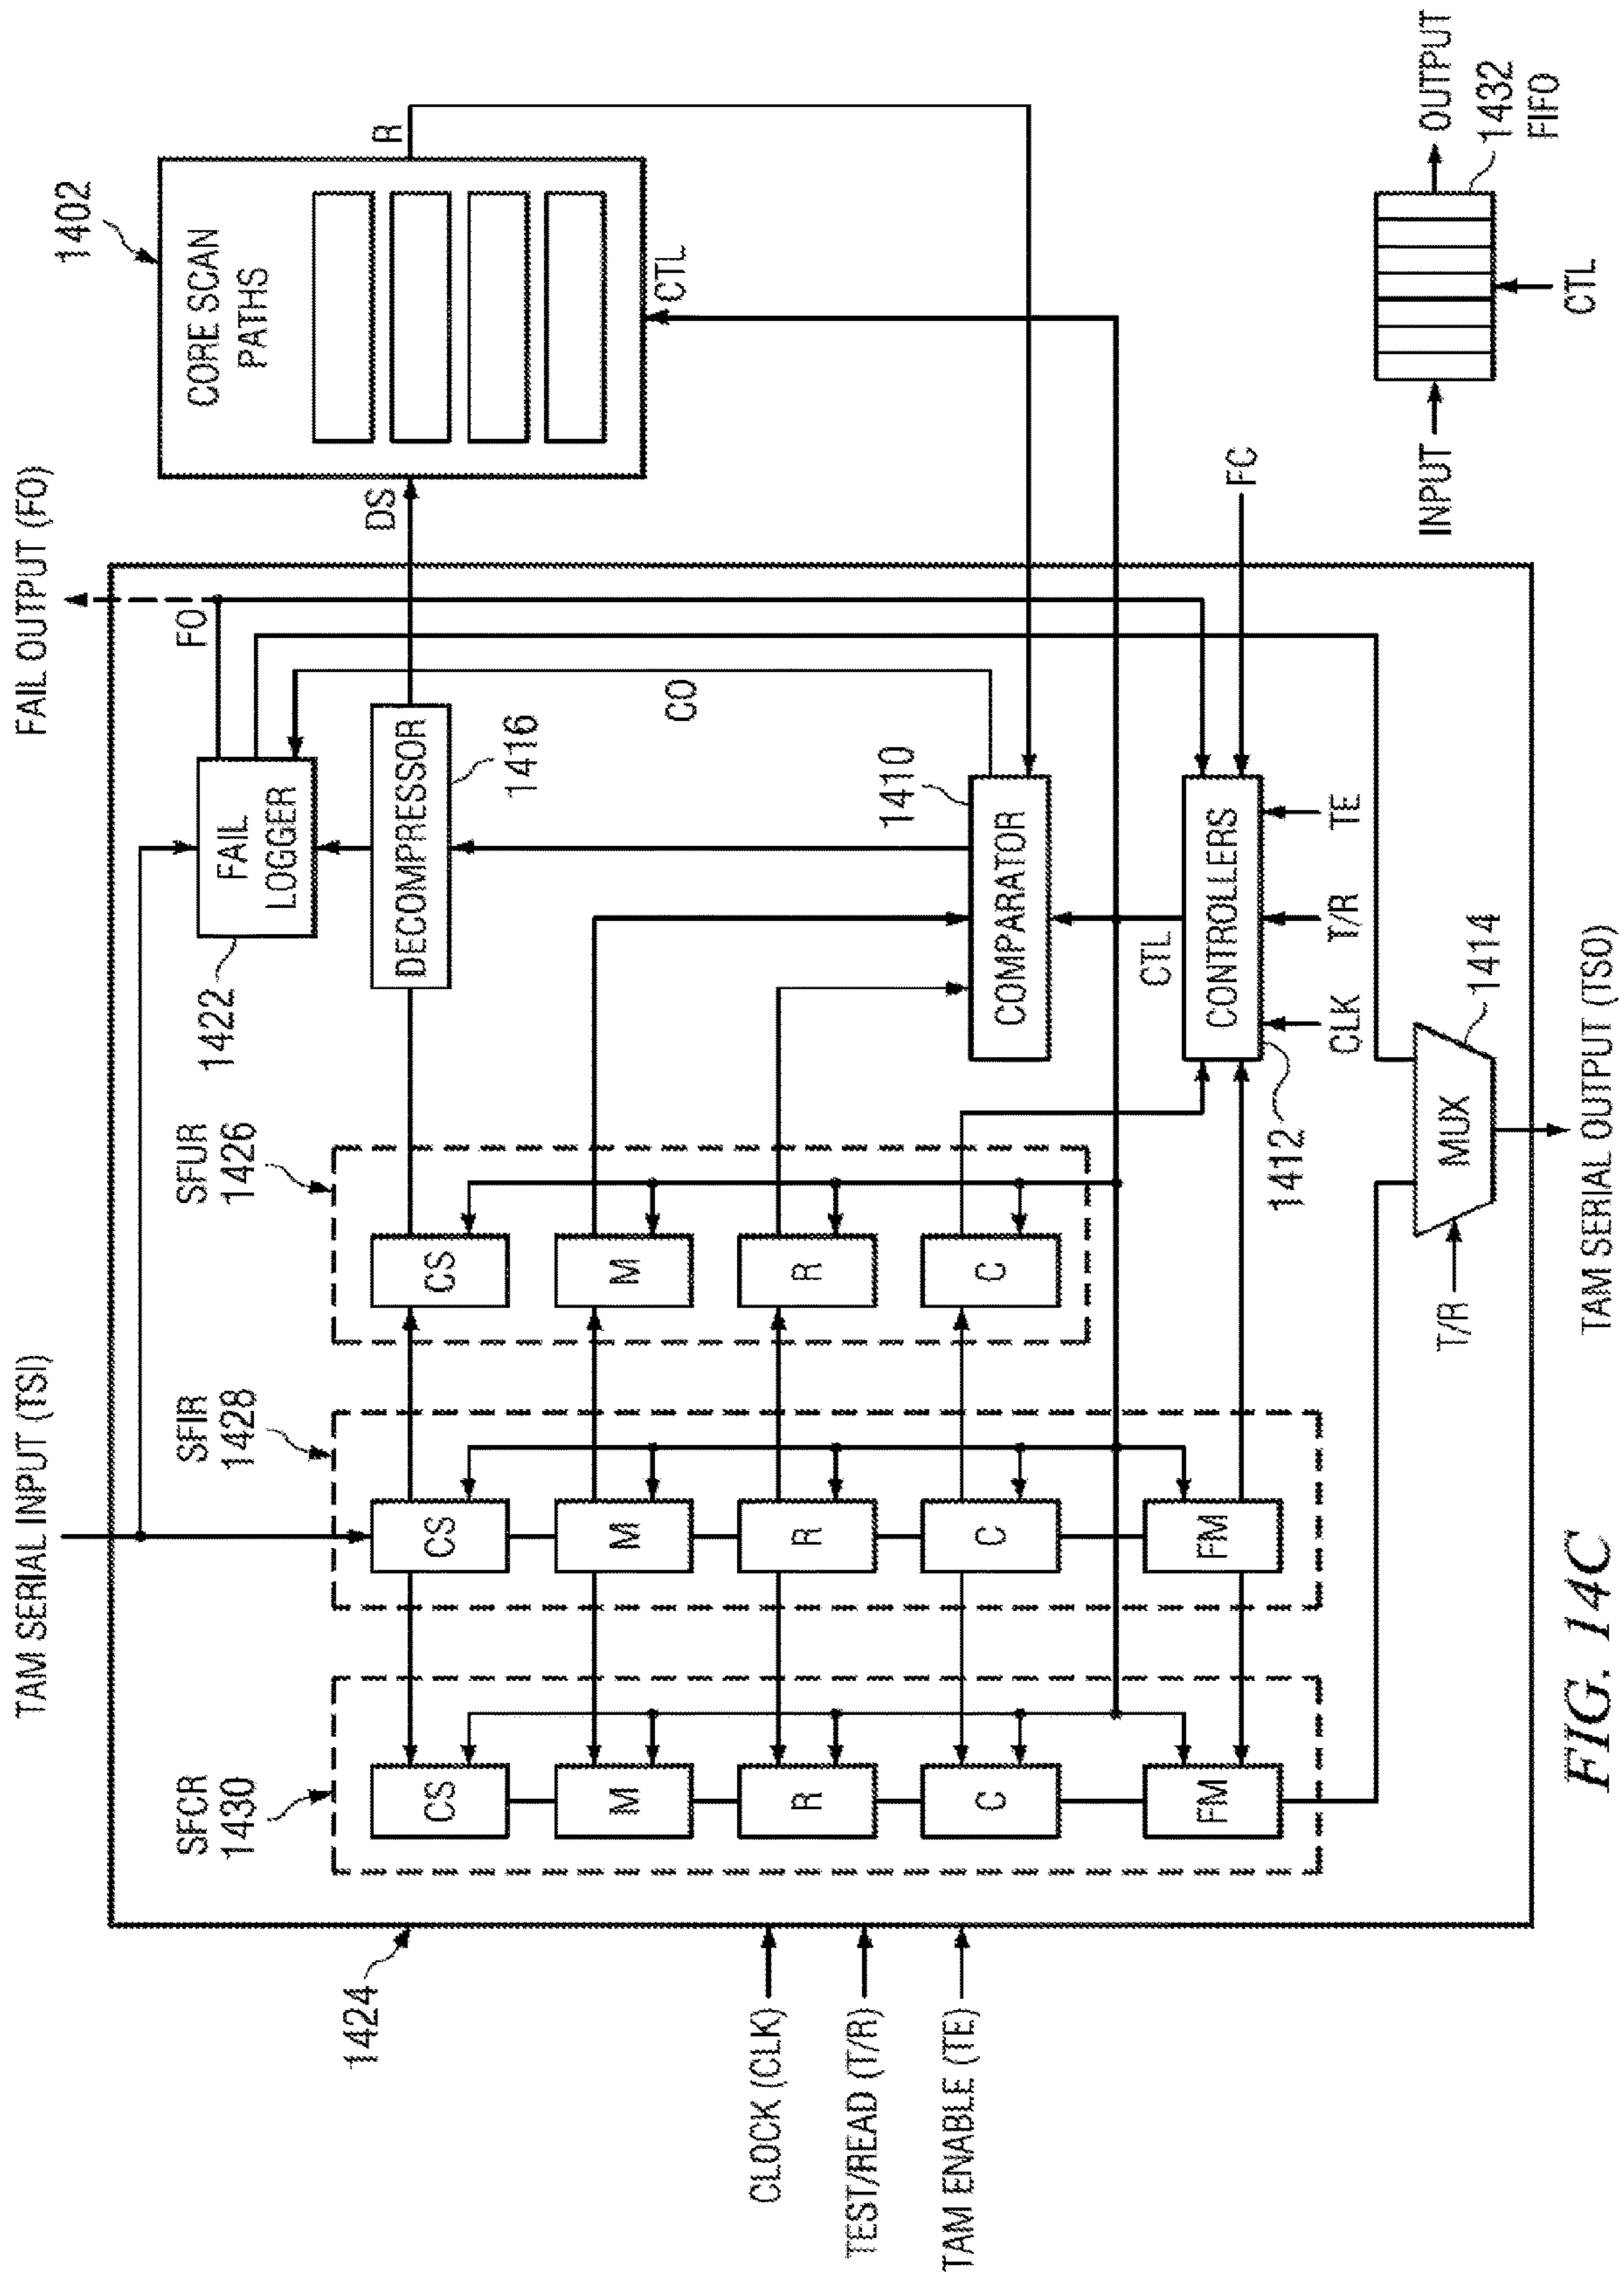 TAM SERIAL INPUT (TSI)
FAIL OUTPUT (FO)
1424
SFCR
1430
SFIR
1428
SFUR
1426
1422
FAIL
LOGGER
FO
1402
CORE SCAN
PATHS
R
CS
CS
CS
DECOMPRESSOR
1416
DS
M
M
M
CO
CTL
CLOCK (CLK)
TEST/READ (T/R)
TAM ENABLE (TE)
R
R
R
COMPARATOR
1410
C
C
C
CTL
FM
FM
CONTROLLERS
1412
FC
CLK
T/R
TE
T/R
MUX
1414
TAM SERIAL OUTPUT (TSO)
INPUT
OUTPUT
1432
FIFO
CTL
FIG. 14C